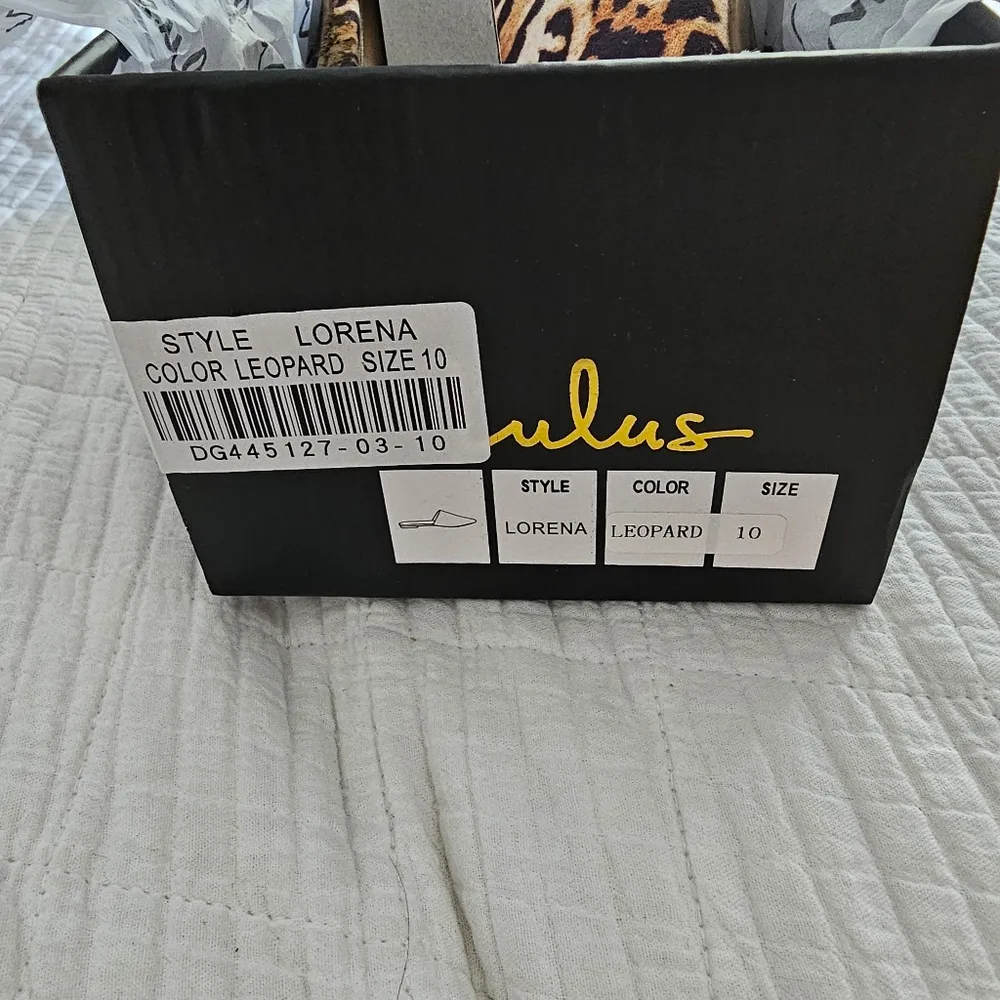 STYLE LORENA
COLOR LEOPARD SIZE 10
DG445127-03-10
ulus
STYLE COLOR SIZE
LORENA LEOPARD 10